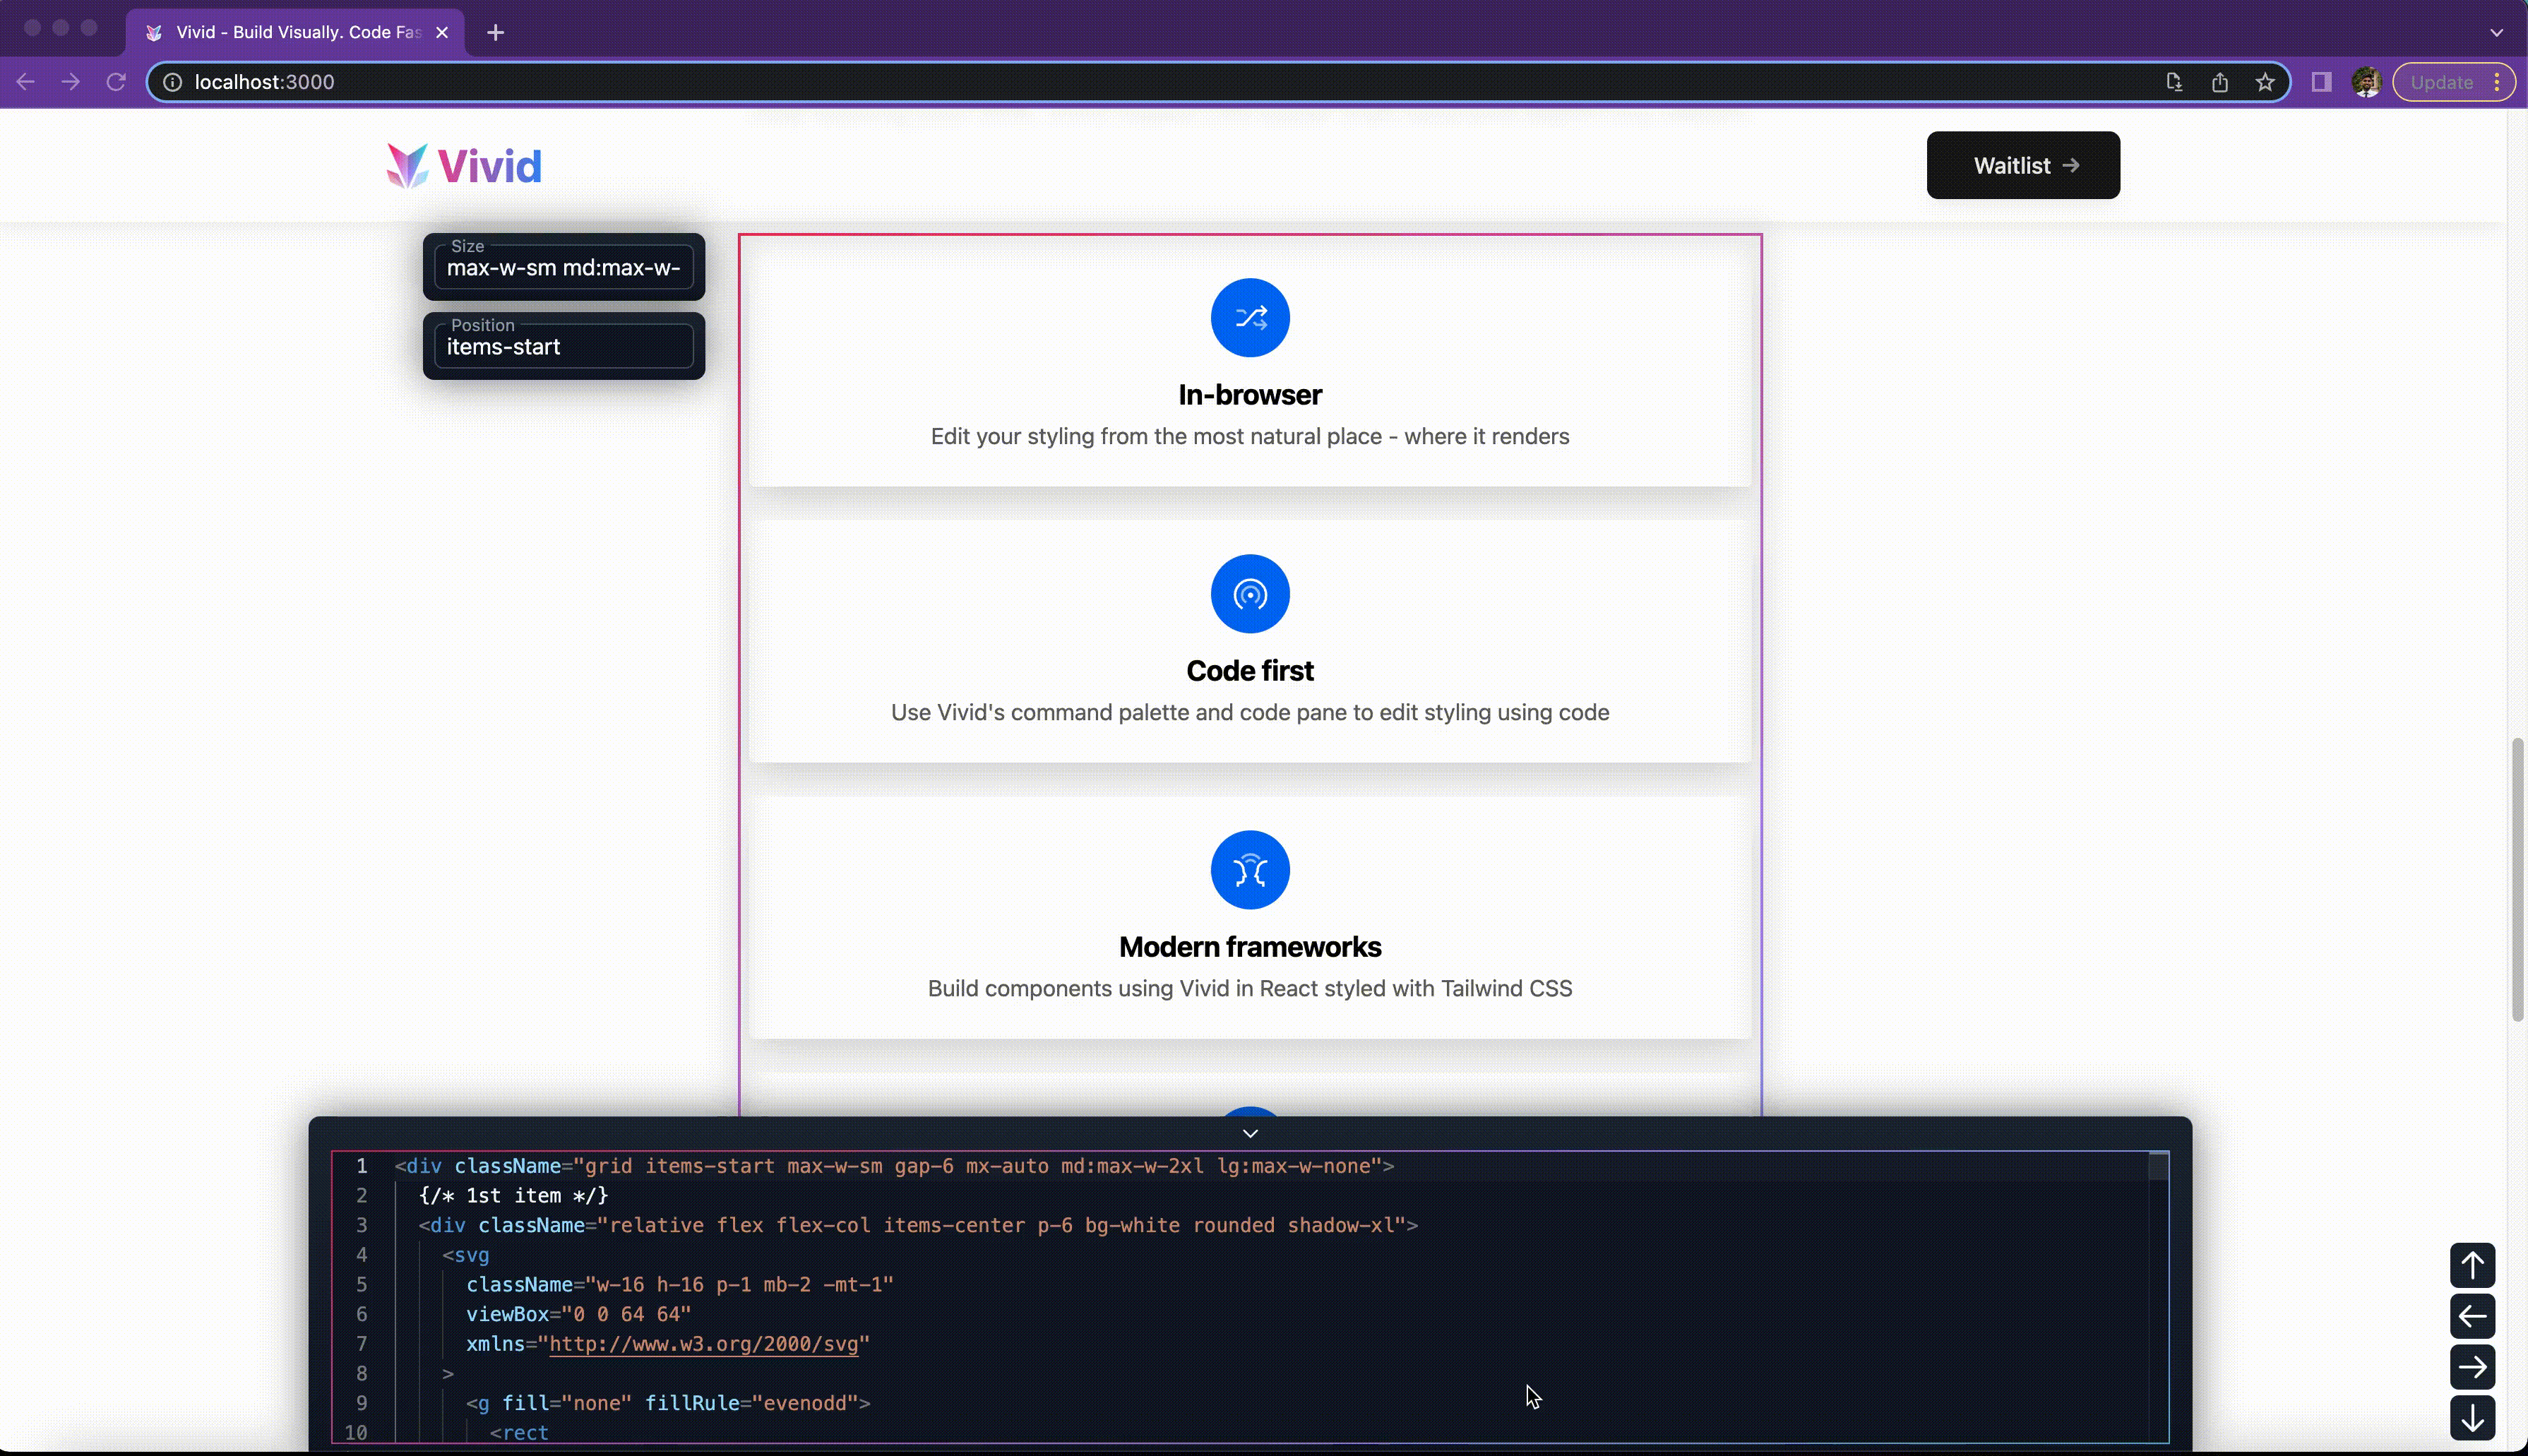 Vivid - Build Visually. Code Fas
localhost:3000
Update
Vivid
Waitlist →
Size
max-w-sm md:max-w-
Position
items-start
In-browser
Edit your styling from the most natural place - where it renders
Code first
Use Vivid's command palette and code pane to edit styling using code
Modern frameworks
Build components using Vivid in React styled with Tailwind CSS
1 <div className="grid items-start max-w-sm gap-6 mx-auto md:max-w-2xl lg:max-w-none">
2 {/* 1st item */}
3 <div className="relative flex flex-col items-center p-6 bg-white rounded shadow-xl">
4 <svg
5 className="w-16 h-16 p-1 mb-2 -mt-1"
6 viewBox="0 0 64 64"
7 xmlns="http://www.w3.org/2000/svg"
8 >
9 <g fill="none" fillRule="evenodd">
10 <rect